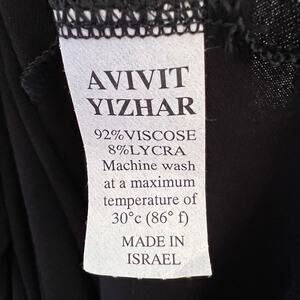 AVIVIT
YIZHAR
92%VISCOSE
8%LYCRA
Machine wash
at a maximum
temperature of
30°c (86° f)
MADE IN
ISRAEL